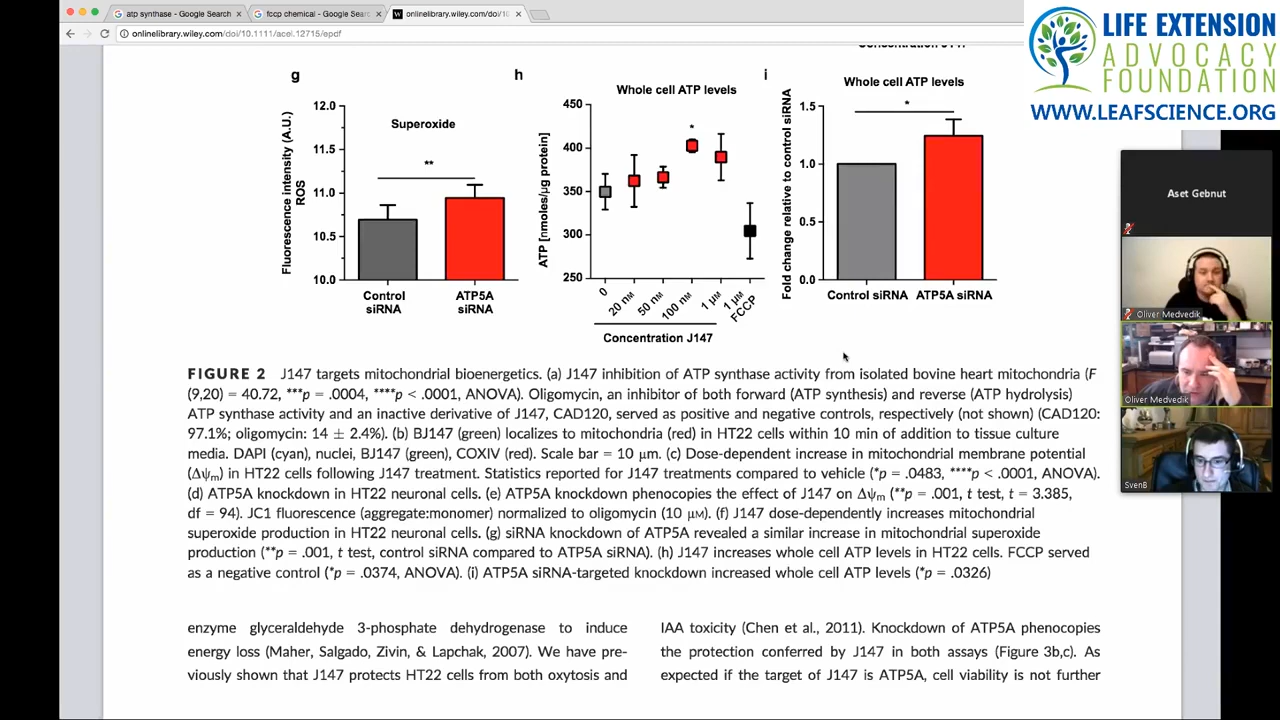 atp synthase - Google Search
fccp chemical - Google Sear
onlinelibrary.wiley.com/doi/1
onlinelibrary.wiley.com/doi/10.1111/acel.12715/epdf
LIFE EXTENSION
ADVOCACY
FOUNDATION
WWW.LEAFSCIENCE.ORG
g
Superoxide
**
Fluorescence intensity (A.U.)
ROS
12.0
11.5
11.0
10.5
10.0
Control
siRNA
ATP5A
siRNA
h
Whole cell ATP levels
*
ATP [nmoles/μg protein]
450
400
350
300
250
0
20 nM
50 nM
100 nM
1 μM
1 μM
FCCP
Concentration J147
i
Whole cell ATP levels
*
Fold change relative to control siRNA
1.5
1.0
0.5
0.0
Control siRNA
ATP5A siRNA
FIGURE 2 J147 targets mitochondrial bioenergetics. (a) J147 inhibition of ATP synthase activity from isolated bovine heart mitochondria (F
(9,20) = 40.72, ***p = .0004, ****p < .0001, ANOVA). Oligomycin, an inhibitor of both forward (ATP synthesis) and reverse (ATP hydrolysis)
ATP synthase activity and an inactive derivative of J147, CAD120, served as positive and negative controls, respectively (not shown) (CAD120:
97.1%; oligomycin: 14 ± 2.4%). (b) BJ147 (green) localizes to mitochondria (red) in HT22 cells within 10 min of addition to tissue culture
media. DAPI (cyan), nuclei, BJ147 (green), COXIV (red). Scale bar = 10 μm. (c) Dose-dependent increase in mitochondrial membrane potential
(Δψm) in HT22 cells following J147 treatment. Statistics reported for J147 treatments compared to vehicle (*p = .0483, ****p < .0001, ANOVA).
(d) ATP5A knockdown in HT22 neuronal cells. (e) ATP5A knockdown phenocopies the effect of J147 on Δψm (**p = .001, t test, t = 3.385,
df = 94). JC1 fluorescence (aggregate:monomer) normalized to oligomycin (10 μM). (f) J147 dose-dependently increases mitochondrial
superoxide production in HT22 neuronal cells. (g) siRNA knockdown of ATP5A revealed a similar increase in mitochondrial superoxide
production (**p = .001, t test, control siRNA compared to ATP5A siRNA). (h) J147 increases whole cell ATP levels in HT22 cells. FCCP served
as a negative control (*p = .0374, ANOVA). (i) ATP5A siRNA-targeted knockdown increased whole cell ATP levels (*p = .0326)
enzyme glyceraldehyde 3-phosphate dehydrogenase to induce
energy loss (Maher, Salgado, Zivin, & Lapchak, 2007). We have pre-
viously shown that J147 protects HT22 cells from both oxytosis and
IAA toxicity (Chen et al., 2011). Knockdown of ATP5A phenocopies
the protection conferred by J147 in both assays (Figure 3b,c). As
expected if the target of J147 is ATP5A, cell viability is not further
Aset Gebnut
Oliver Medvedik
Oliver Medvedik
SvenB